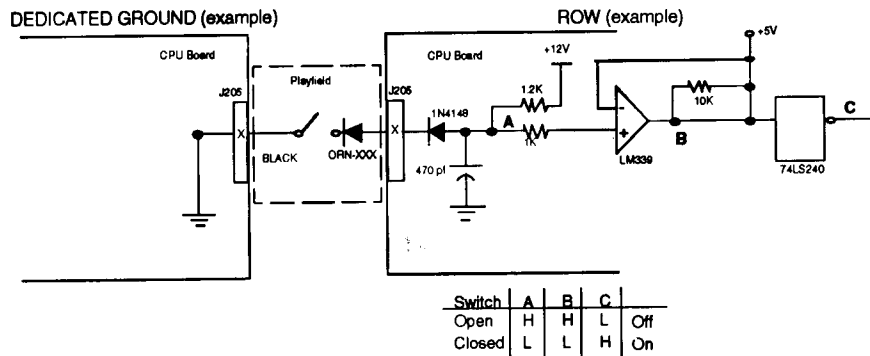 DEDICATED GROUND (example)
ROW (example)
CPU Board
CPU Board
+5V
+12V
Playfield
J205
J205
1.2K
1N4148
10K
C
X
X
A
1K
B
BLACK
ORN-XXX
470 pf
LM339
74LS240
Switch A B C
Open H H L Off
Closed L L H On